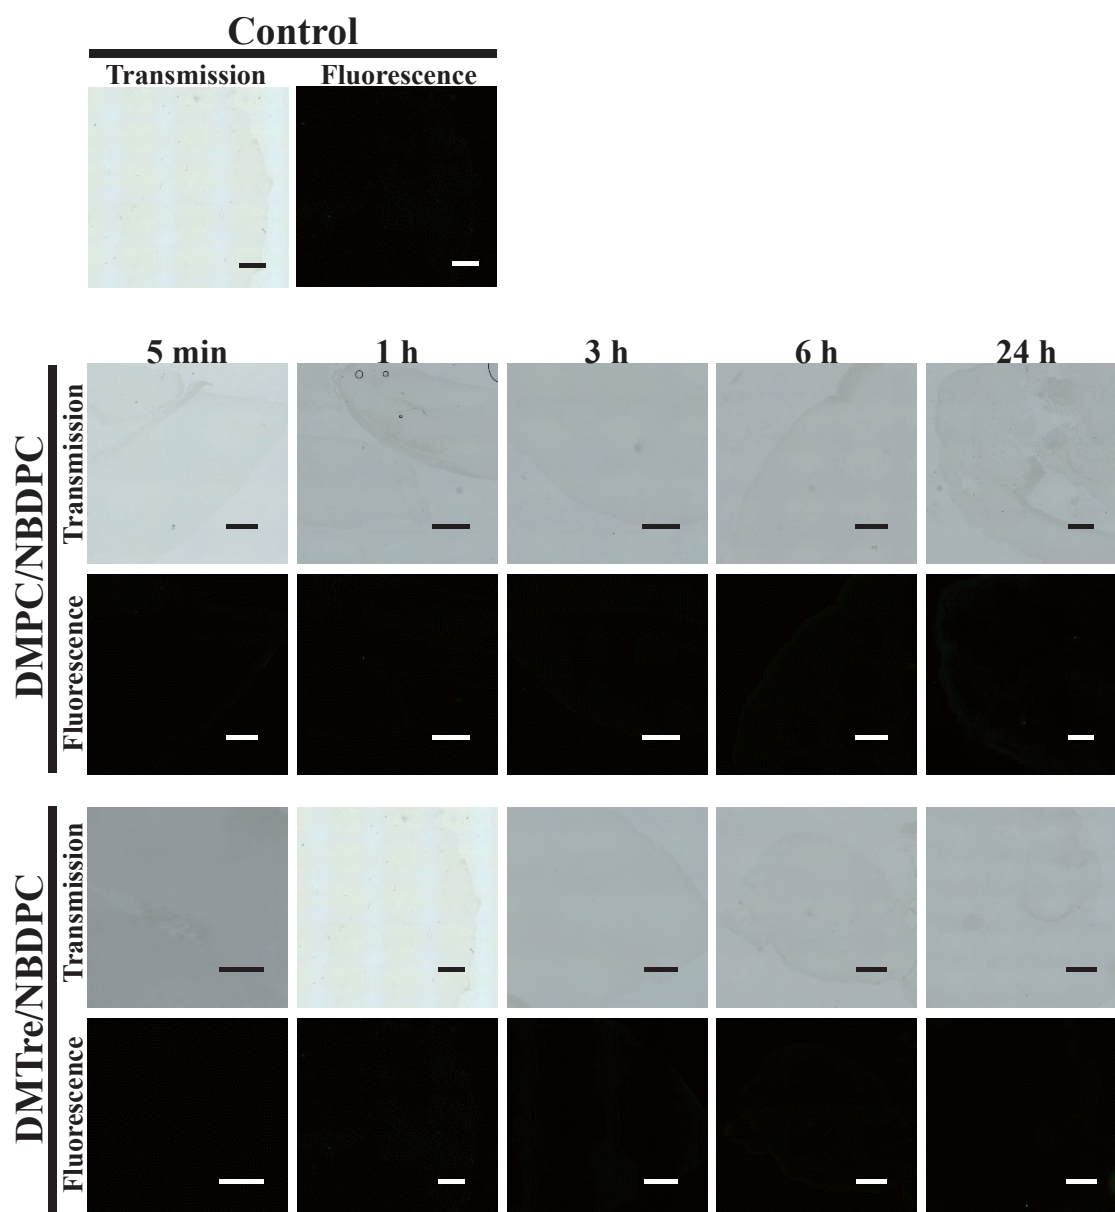 Control
Transmission Fluorescence
5 min 1 h 3 h 6 h 24 h
DMPC/NBDPC
Transmission
Fluorescence
DMTre/NBDPC
Transmission
Fluorescence